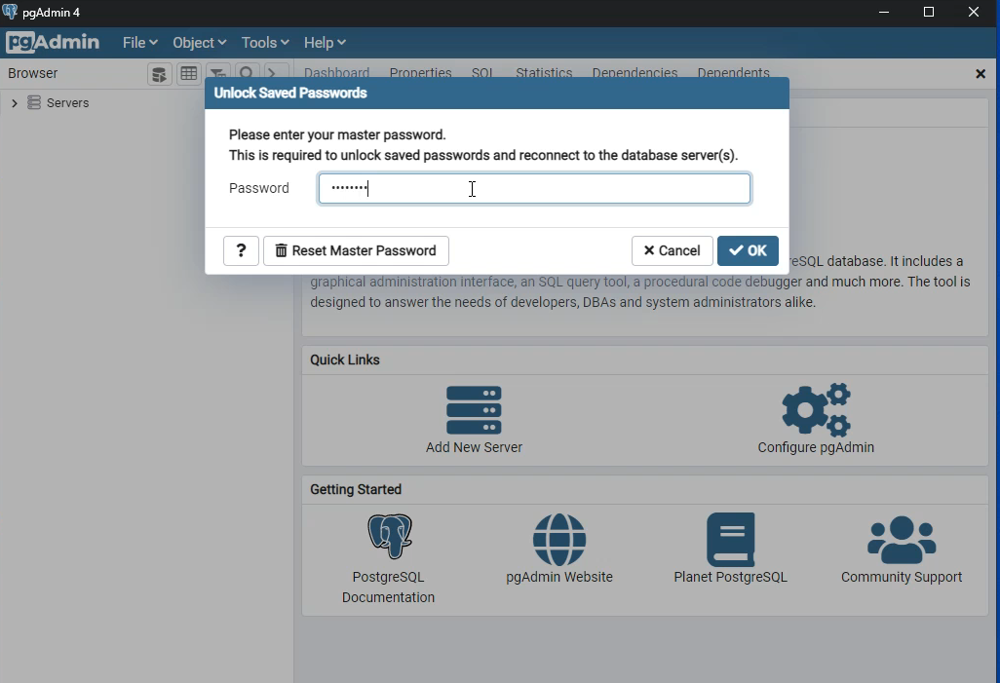 pgAdmin 4
pgAdmin File Object Tools Help
Browser
Dashboard Properties SQL Statistics Dependencies Dependents
Servers
Unlock Saved Passwords
Please enter your master password.
This is required to unlock saved passwords and reconnect to the database server(s).
Password ••••••••
? Reset Master Password Cancel OK
reSQL database. It includes a
graphical administration interface, an SQL query tool, a procedural code debugger and much more. The tool is
designed to answer the needs of developers, DBAs and system administrators alike.
Quick Links
Add New Server
Configure pgAdmin
Getting Started
PostgreSQL
Documentation
pgAdmin Website
Planet PostgreSQL
Community Support